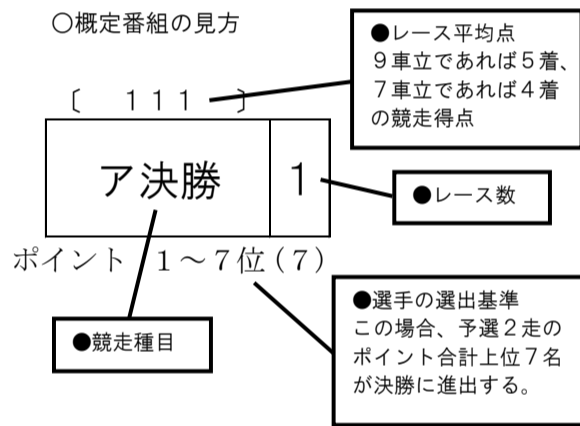 ○概定番組の見方
●レース平均点
９車立であれば５着、
７車立であれば４着
の競走得点
〔　１１１　〕
ア決勝　1
●レース数
ポイント　１～７位(７)
●競走種目
●選手の選出基準
この場合、予選２走の
ポイント合計上位７名
が決勝に進出する。